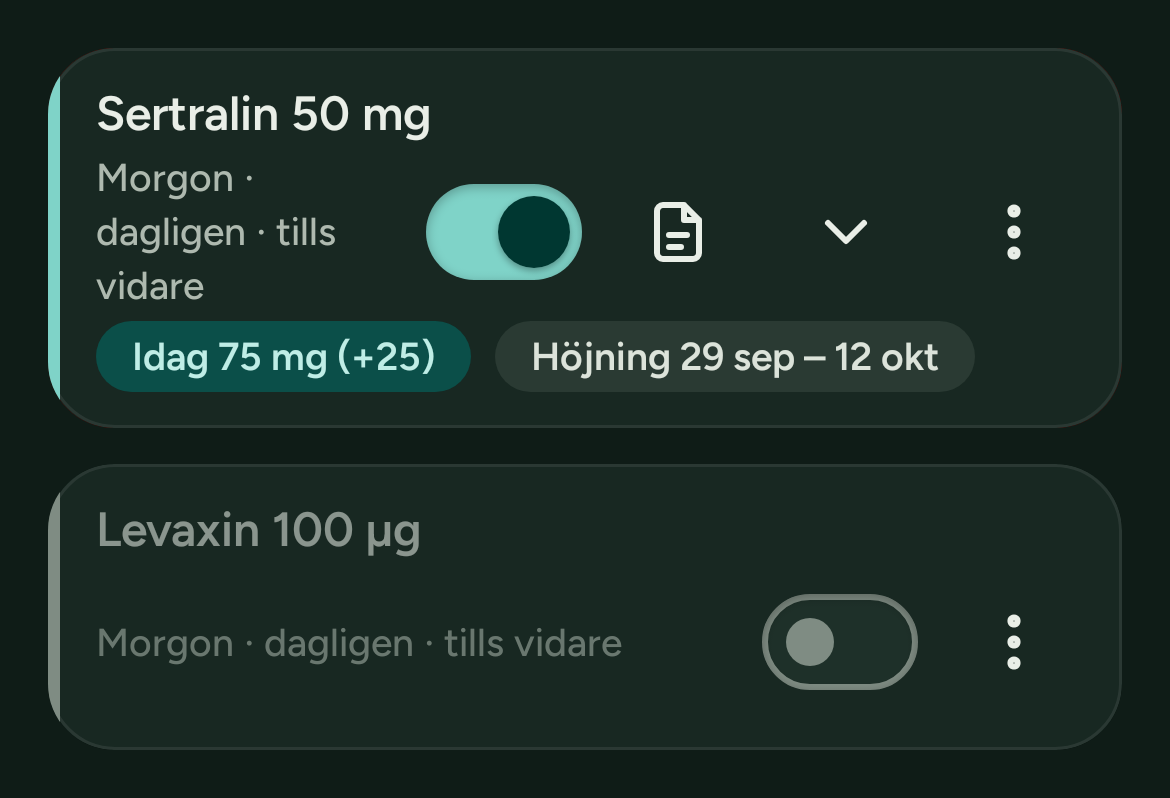 Sertralin 50 mg
Morgon ·
dagligen · tills
vidare
Idag 75 mg (+25)
Höjning 29 sep – 12 okt
Levaxin 100 µg
Morgon · dagligen · tills vidare